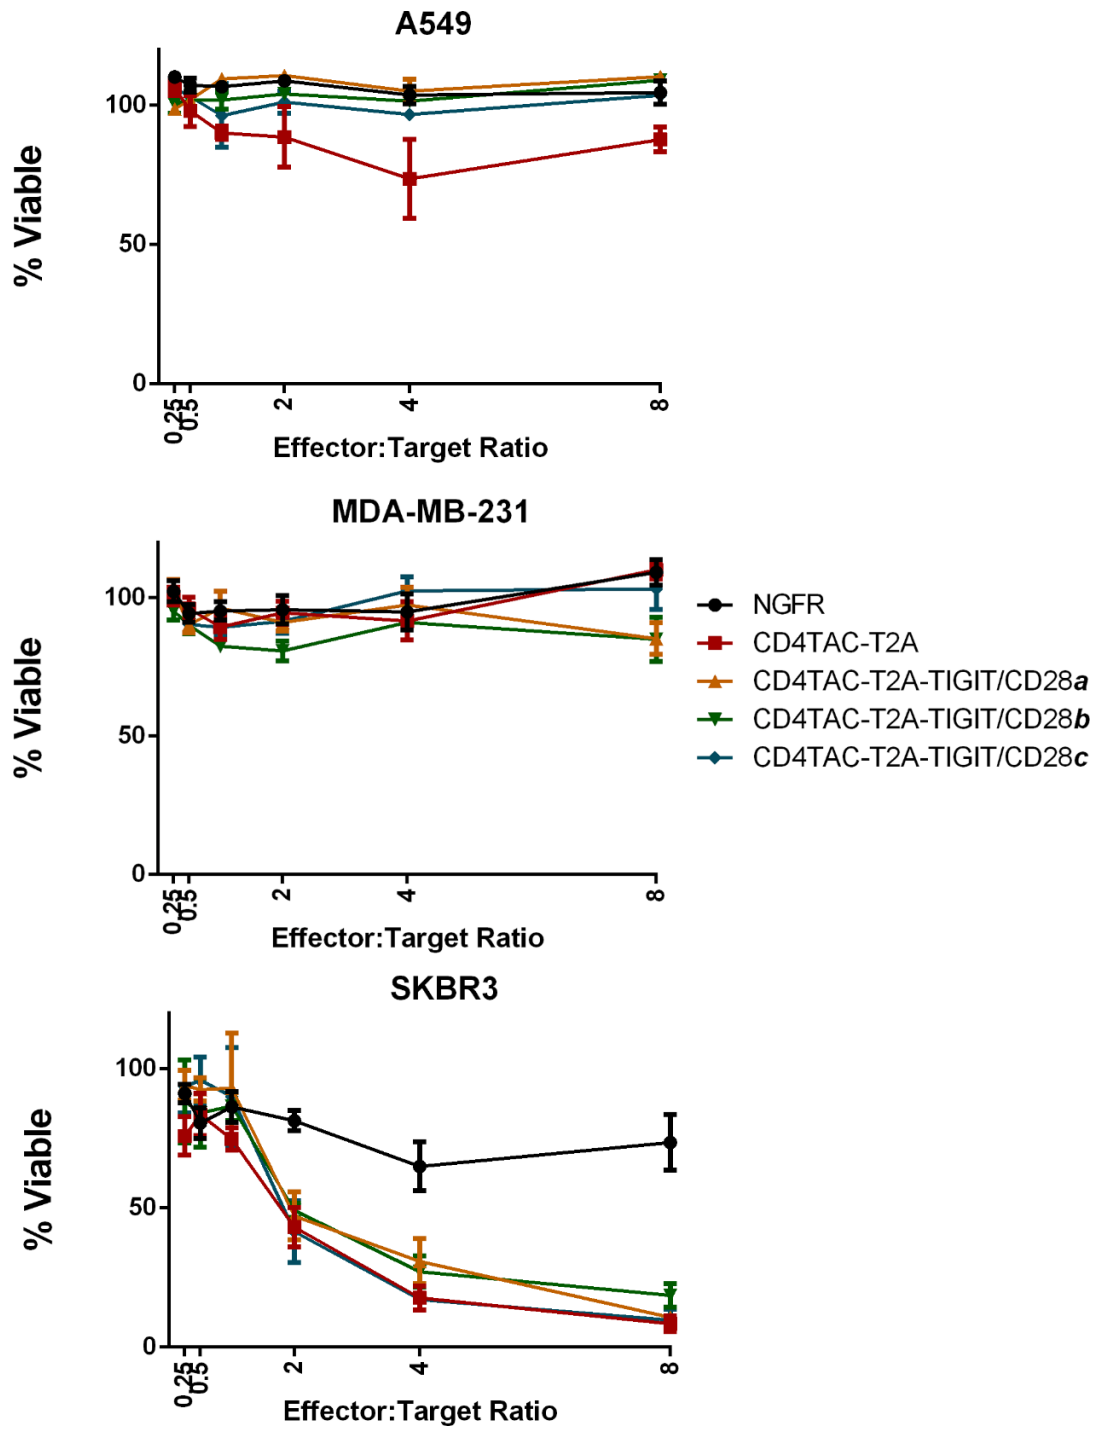 A549
% Viable
100
50
0
0.25
0.5
2
4
8
Effector:Target Ratio
MDA-MB-231
% Viable
100
50
0
0.25
0.5
2
4
8
Effector:Target Ratio
NGFR
CD4TAC-T2A
CD4TAC-T2A-TIGIT/CD28a
CD4TAC-T2A-TIGIT/CD28b
CD4TAC-T2A-TIGIT/CD28c
SKBR3
% Viable
100
50
0
0.25
0.5
2
4
8
Effector:Target Ratio